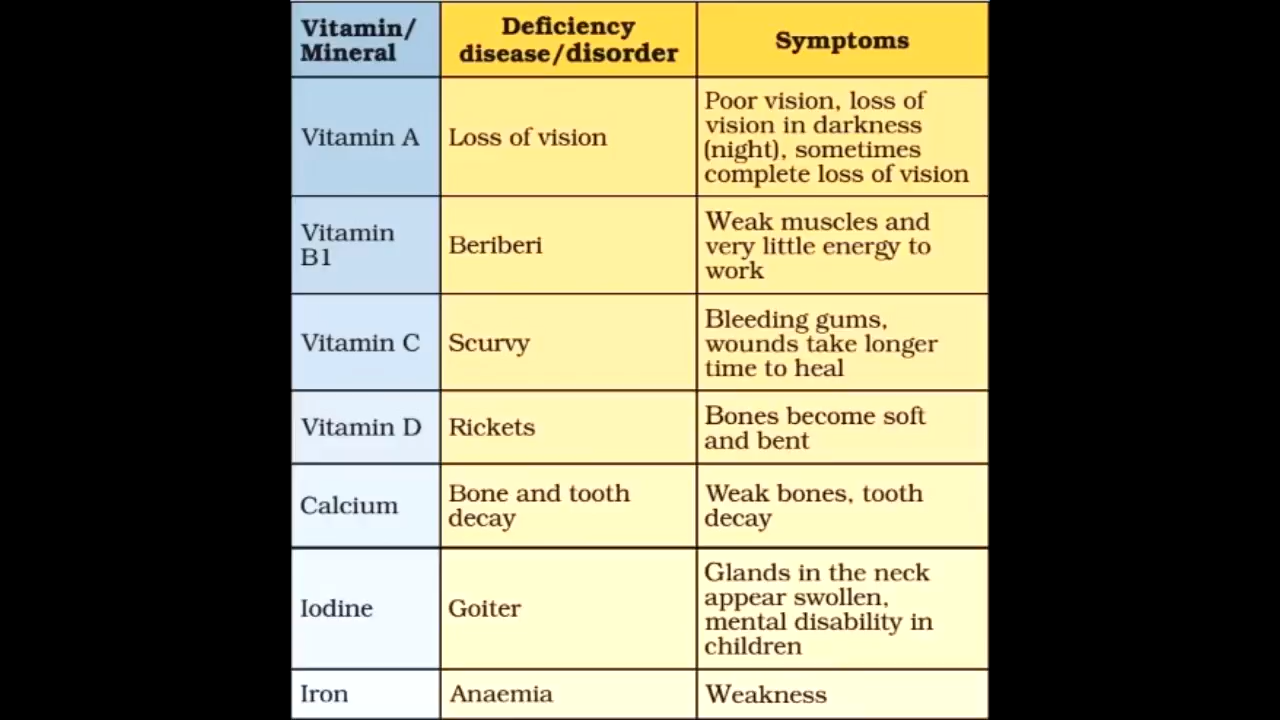 Vitamin/
Mineral
Deficiency
disease/disorder
Symptoms
Vitamin A
Loss of vision
Poor vision, loss of
vision in darkness
(night), sometimes
complete loss of vision
Vitamin
B1
Beriberi
Weak muscles and
very little energy to
work
Vitamin C
Scurvy
Bleeding gums,
wounds take longer
time to heal
Vitamin D
Rickets
Bones become soft
and bent
Calcium
Bone and tooth
decay
Weak bones, tooth
decay
Iodine
Goiter
Glands in the neck
appear swollen,
mental disability in
children
Iron
Anaemia
Weakness